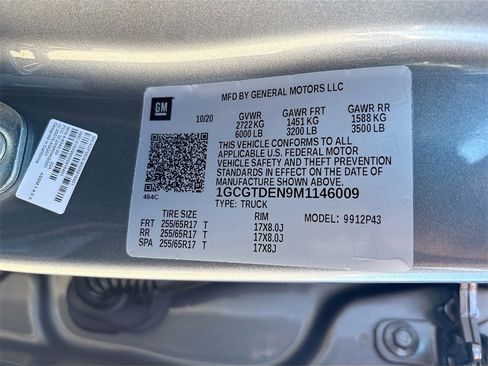 MFD BY GENERAL MOTORS LLC
GM
10/20 GVWR GAWR FRT GAWR RR
2722 KG 1451 KG 1588 KG
6000 LB 3200 LB 3500 LB
THIS VEHICLE CONFORMS TO ALL
APPLICABLE U.S. FEDERAL MOTOR
VEHICLE SAFETY AND THEFT PREVENTION
STANDARDS IN EFFECT ON THE DATE OF
MANUFACTURE SHOWN ABOVE.
464C 1GCGTDEN9M1146009
TYPE: TRUCK
TIRE SIZE RIM MODEL: 9912P43
FRT 255/65R17 T 17X8.0J
RR 255/65R17 T 17X8.0J
SPA 255/65R17 T 17X8J